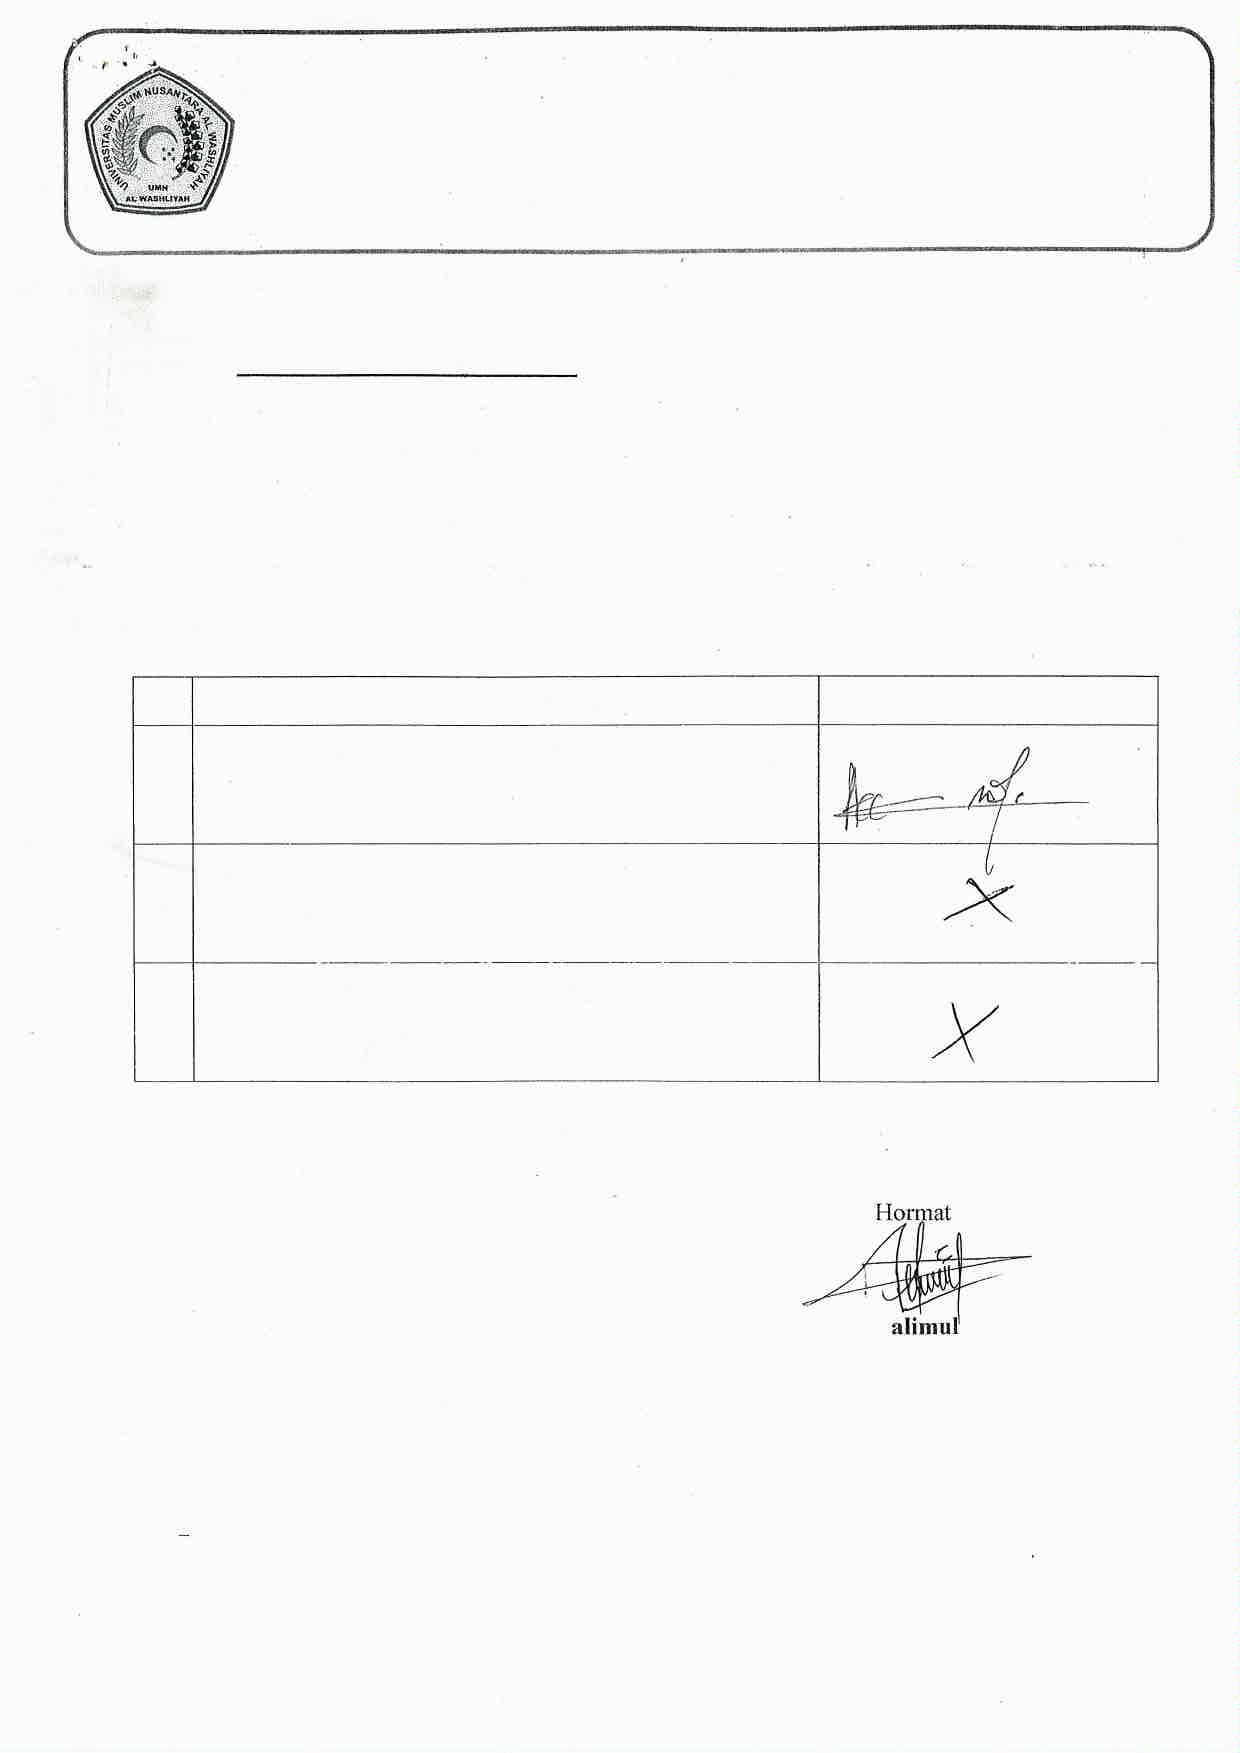 UNIVERSITAS MUSLIM NUSANTARA AL WASHLIYAH
UMN
AL WASHLIYAH
Acc
Hormat
alimul